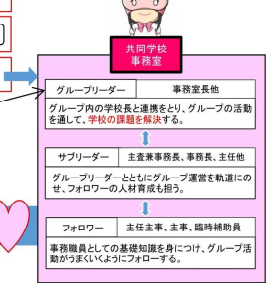 共同学校
事務室
グループリーダー 事務室長他
グループ内の学校長と連携をとり、グループの活動
を通して、学校の課題を解決する。
サブリーダー 主査兼事務長、事務長、主任他
グループリーダーとともにグループ運営を軌道にの
せ、フォロワーの人材育成も担う。
フォロワー 主任主事、主事、臨時補助員
事務職員としての基礎知識を身につけ、グループ活
動がうまくいくようにフォローする。